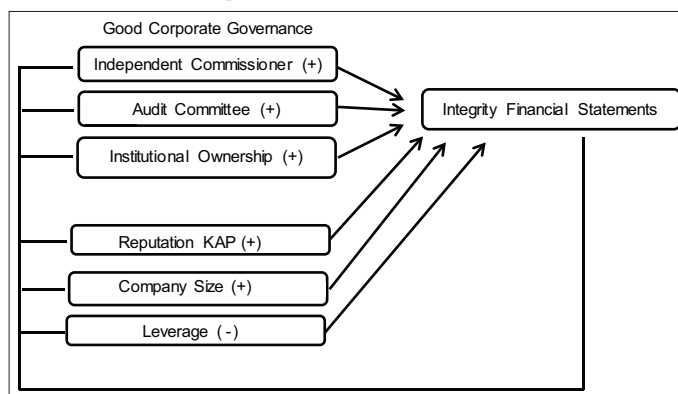 Good Corporate Governance
Independent Commissioner (+)
Audit Committee (+)
Integrity Financial Statements
Institutional Ownership (+)
Reputation KAP (+)
Company Size (+)
Leverage (-)